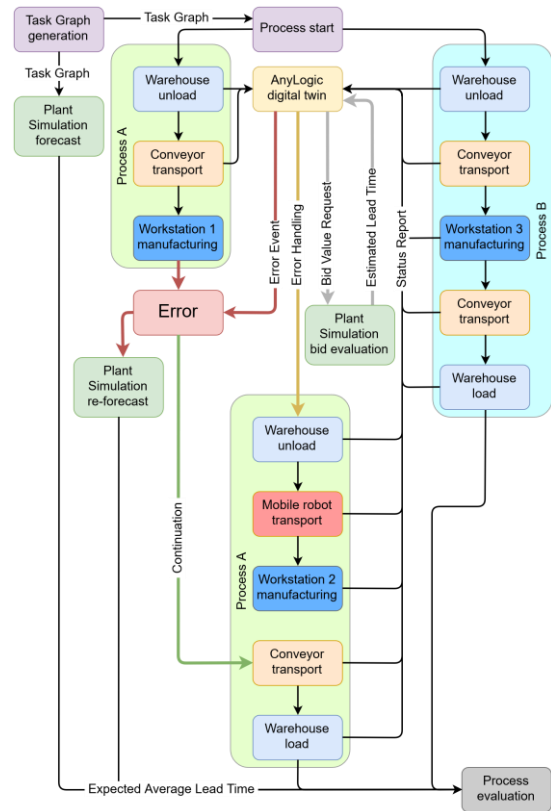 Task Graph
generation
Task Graph
Process start
Task Graph
Plant
Simulation
forecast
Process A
Warehouse
unload
Conveyor
transport
Workstation 1
manufacturing
AnyLogic
digital twin
Error Event
Error Handling
Bid Value Request
Estimated Lead Time
Status Report
Process B
Warehouse
unload
Conveyor
transport
Workstation 3
manufacturing
Conveyor
transport
Warehouse
load
Error
Plant
Simulation
bid evaluation
Plant
Simulation
re-forecast
Continuation
Process A
Warehouse
unload
Mobile robot
transport
Workstation 2
manufacturing
Conveyor
transport
Warehouse
load
Expected Average Lead Time
Process
evaluation